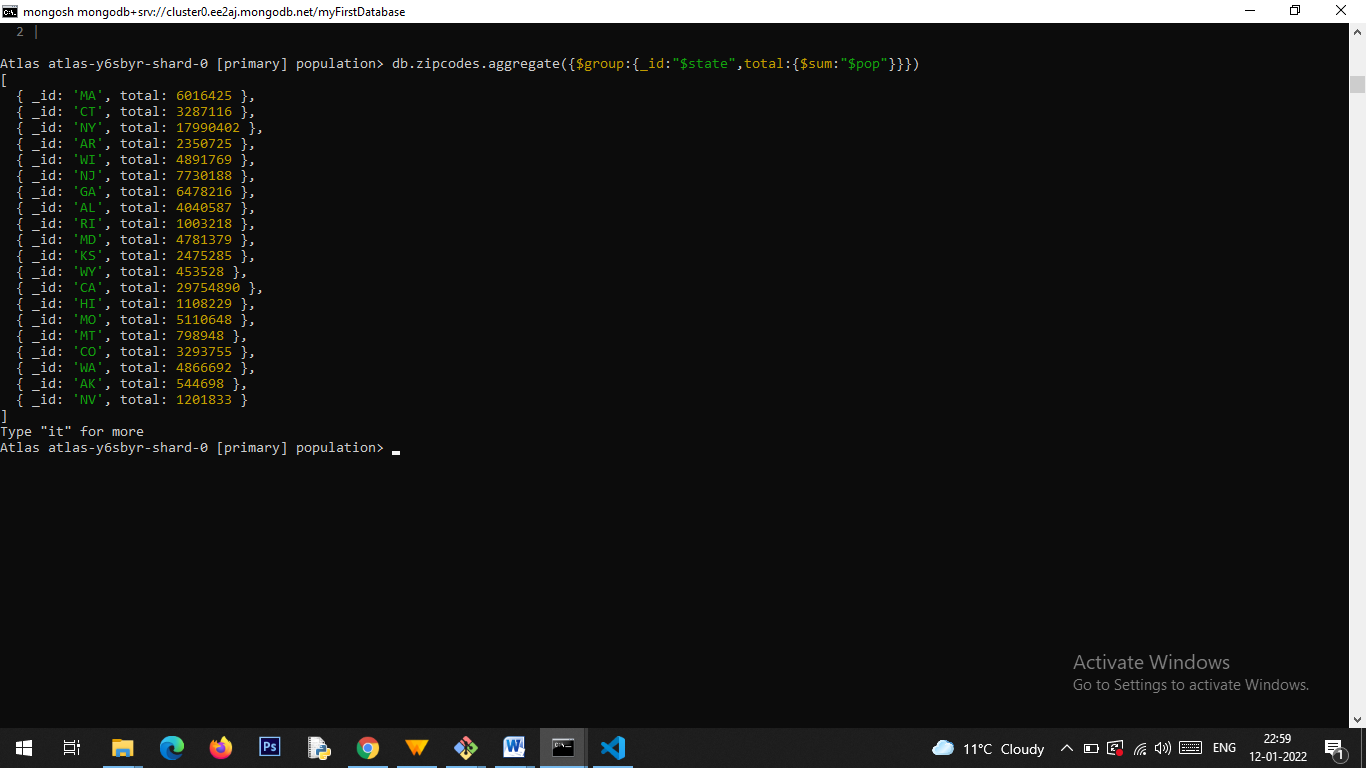 mongosh mongodb+srv://cluster0.ee2aj.mongodb.net/myFirstDatabase
2 |
Atlas atlas-y6sbyr-shard-0 [primary] population> db.zipcodes.aggregate({$group:{_id:"$state",total:{$sum:"$pop"}}})
[
  { _id: 'MA', total: 6016425 },
  { _id: 'CT', total: 3287116 },
  { _id: 'NY', total: 17990402 },
  { _id: 'AR', total: 2350725 },
  { _id: 'WI', total: 4891769 },
  { _id: 'NJ', total: 7730188 },
  { _id: 'GA', total: 6478216 },
  { _id: 'AL', total: 4040587 },
  { _id: 'RI', total: 1003218 },
  { _id: 'MD', total: 4781379 },
  { _id: 'KS', total: 2475285 },
  { _id: 'WY', total: 453528 },
  { _id: 'CA', total: 29754890 },
  { _id: 'HI', total: 1108229 },
  { _id: 'MO', total: 5110648 },
  { _id: 'MT', total: 798948 },
  { _id: 'CO', total: 3293755 },
  { _id: 'WA', total: 4866692 },
  { _id: 'AK', total: 544698 },
  { _id: 'NV', total: 1201833 }
]
Type "it" for more
Atlas atlas-y6sbyr-shard-0 [primary] population>
Activate Windows
Go to Settings to activate Windows.
Ps
W
11°C Cloudy
ENG
22:59
12-01-2022
1